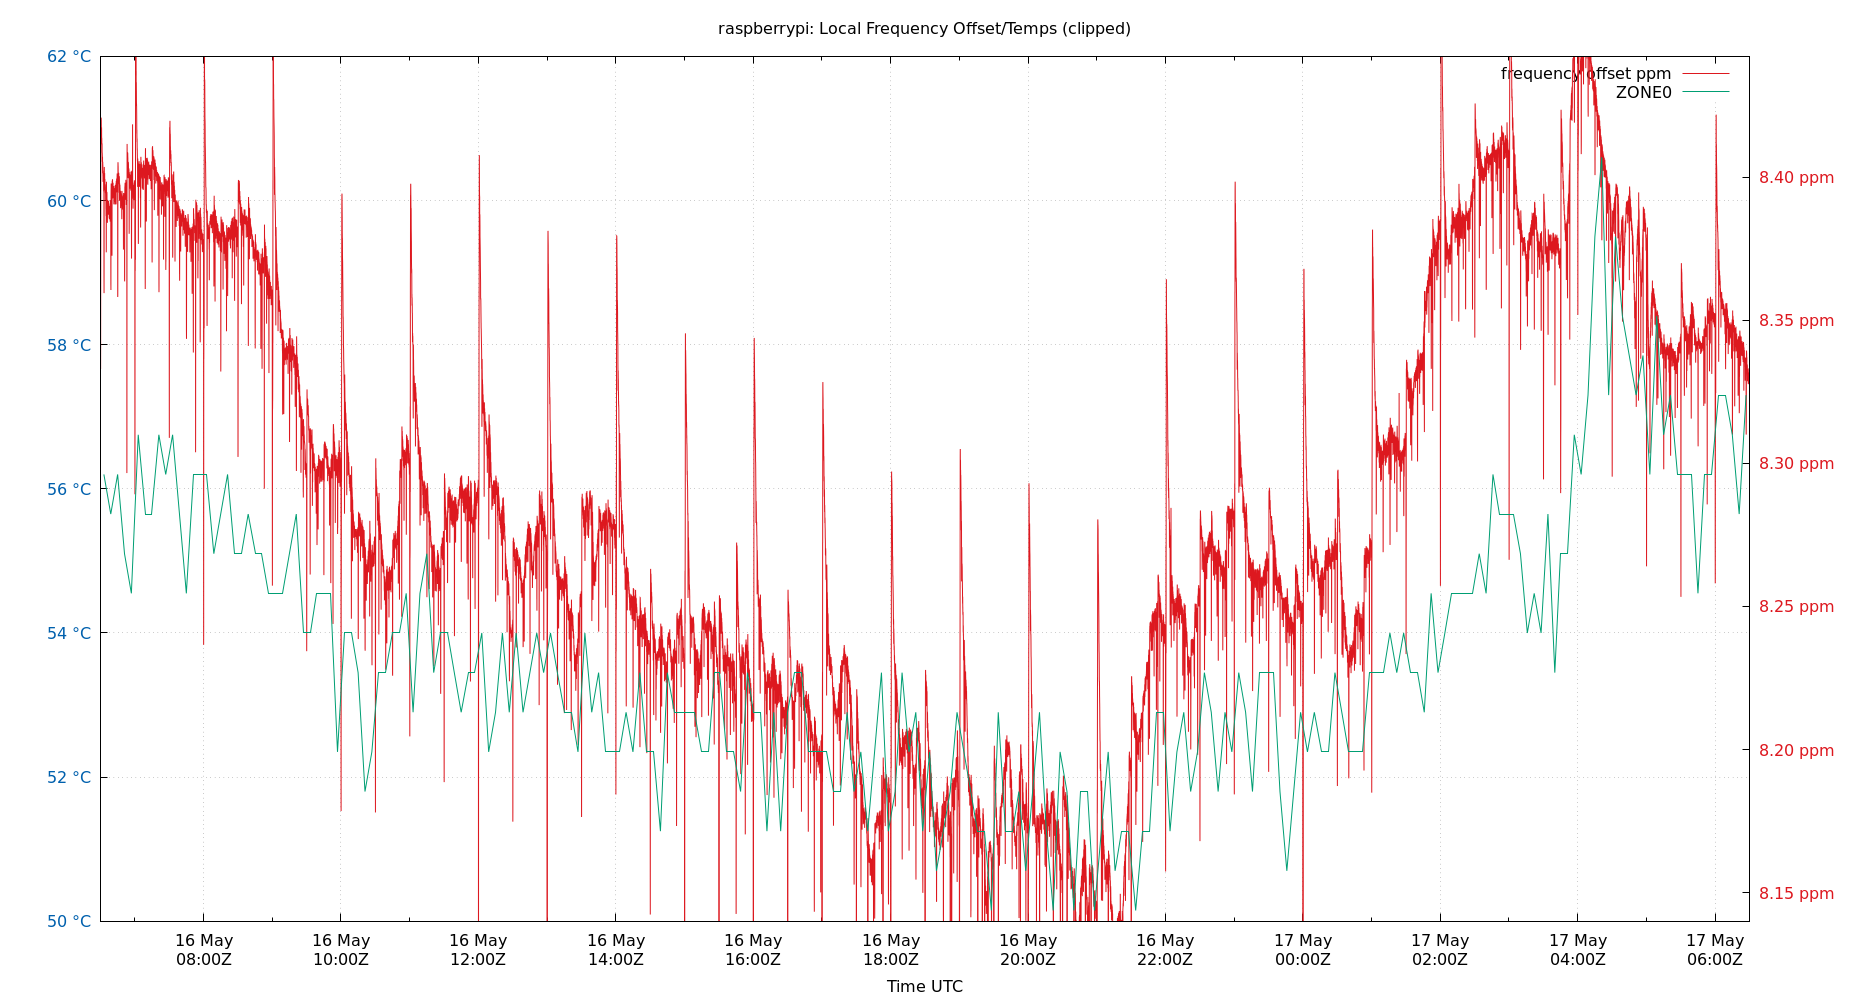 raspberrypi: Local Frequency Offset/Temps (clipped)
62 °C
60 °C
58 °C
56 °C
54 °C
52 °C
50 °C
frequency offset ppm
ZONE0
8.40 ppm
8.35 ppm
8.30 ppm
8.25 ppm
8.20 ppm
8.15 ppm
16 May 16 May 16 May 16 May 16 May 16 May 16 May 16 May 17 May 17 May 17 May 17 May
08:00Z 10:00Z 12:00Z 14:00Z 16:00Z 18:00Z 20:00Z 22:00Z 00:00Z 02:00Z 04:00Z 06:00Z
Time UTC